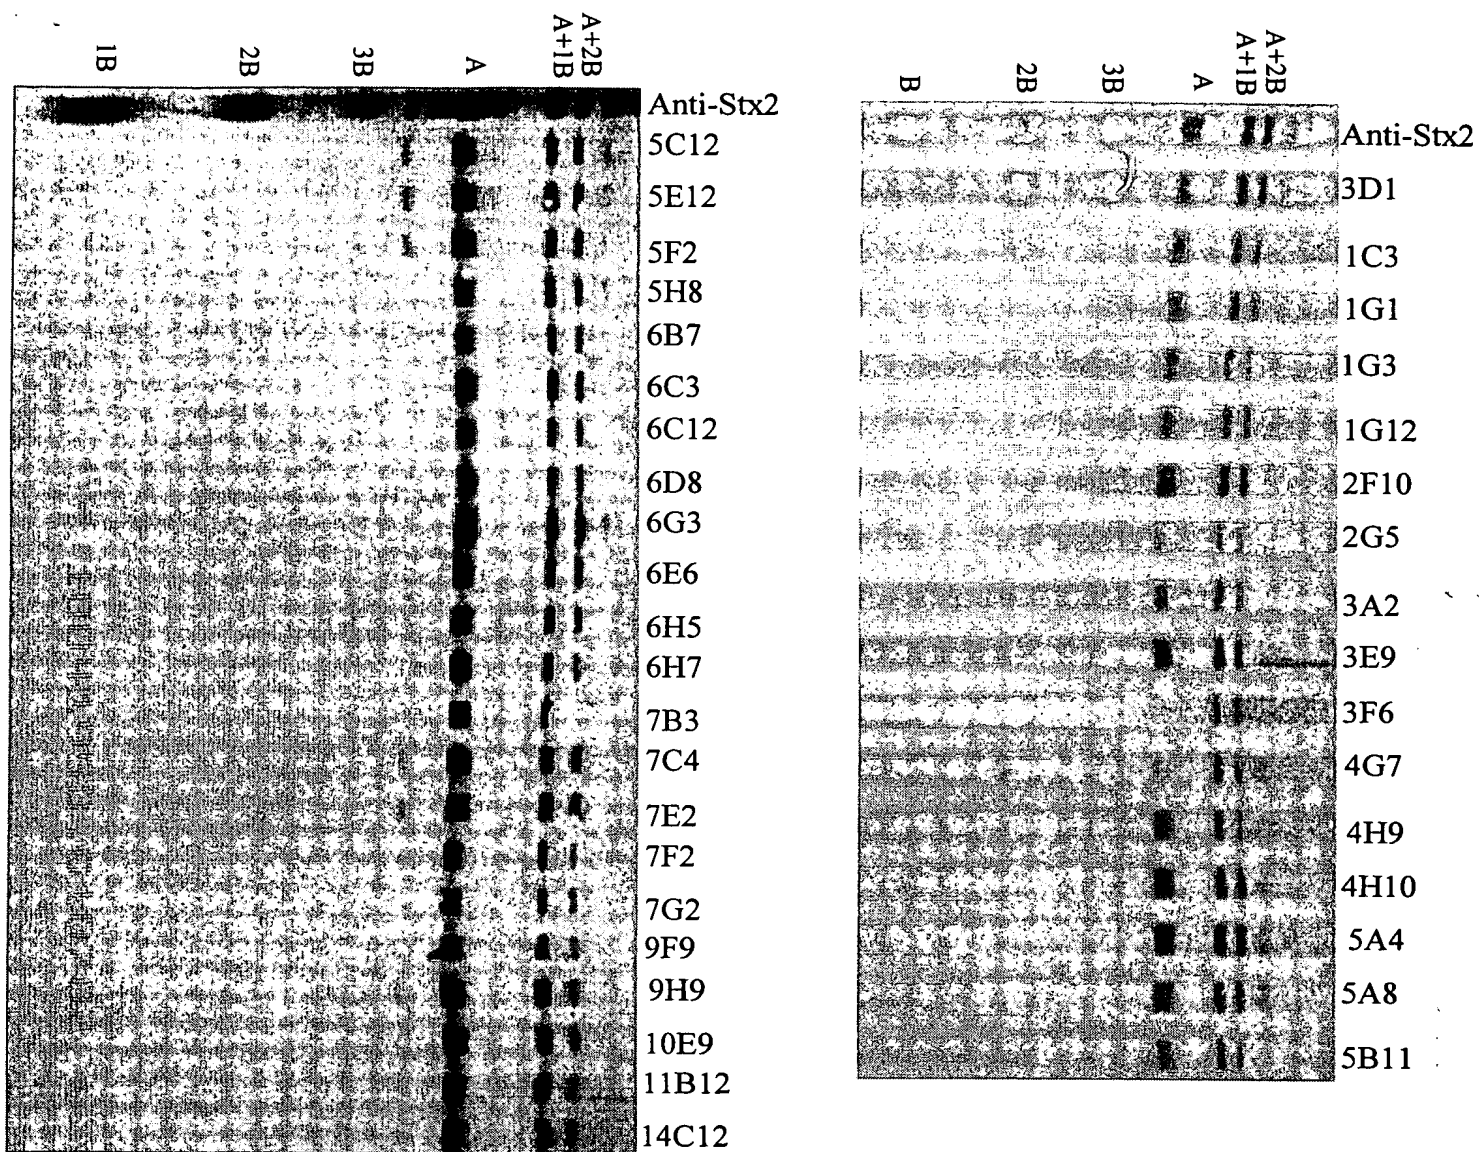 1B
2B
3B
A
A+1B
A+2B
Anti-Stx2
5C12
5E12
5F2
5H8
6B7
6C3
6C12
6D8
6G3
6E6
6H5
6H7
7B3
7C4
7E2
7F2
7G2
9F9
9H9
10E9
11B12
14C12
B
2B
3B
A
A+1B
A+2B
Anti-Stx2
3D1
1C3
1G1
1G3
1G12
2F10
2G5
3A2
3E9
3F6
4G7
4H9
4H10
5A4
5A8
5B11